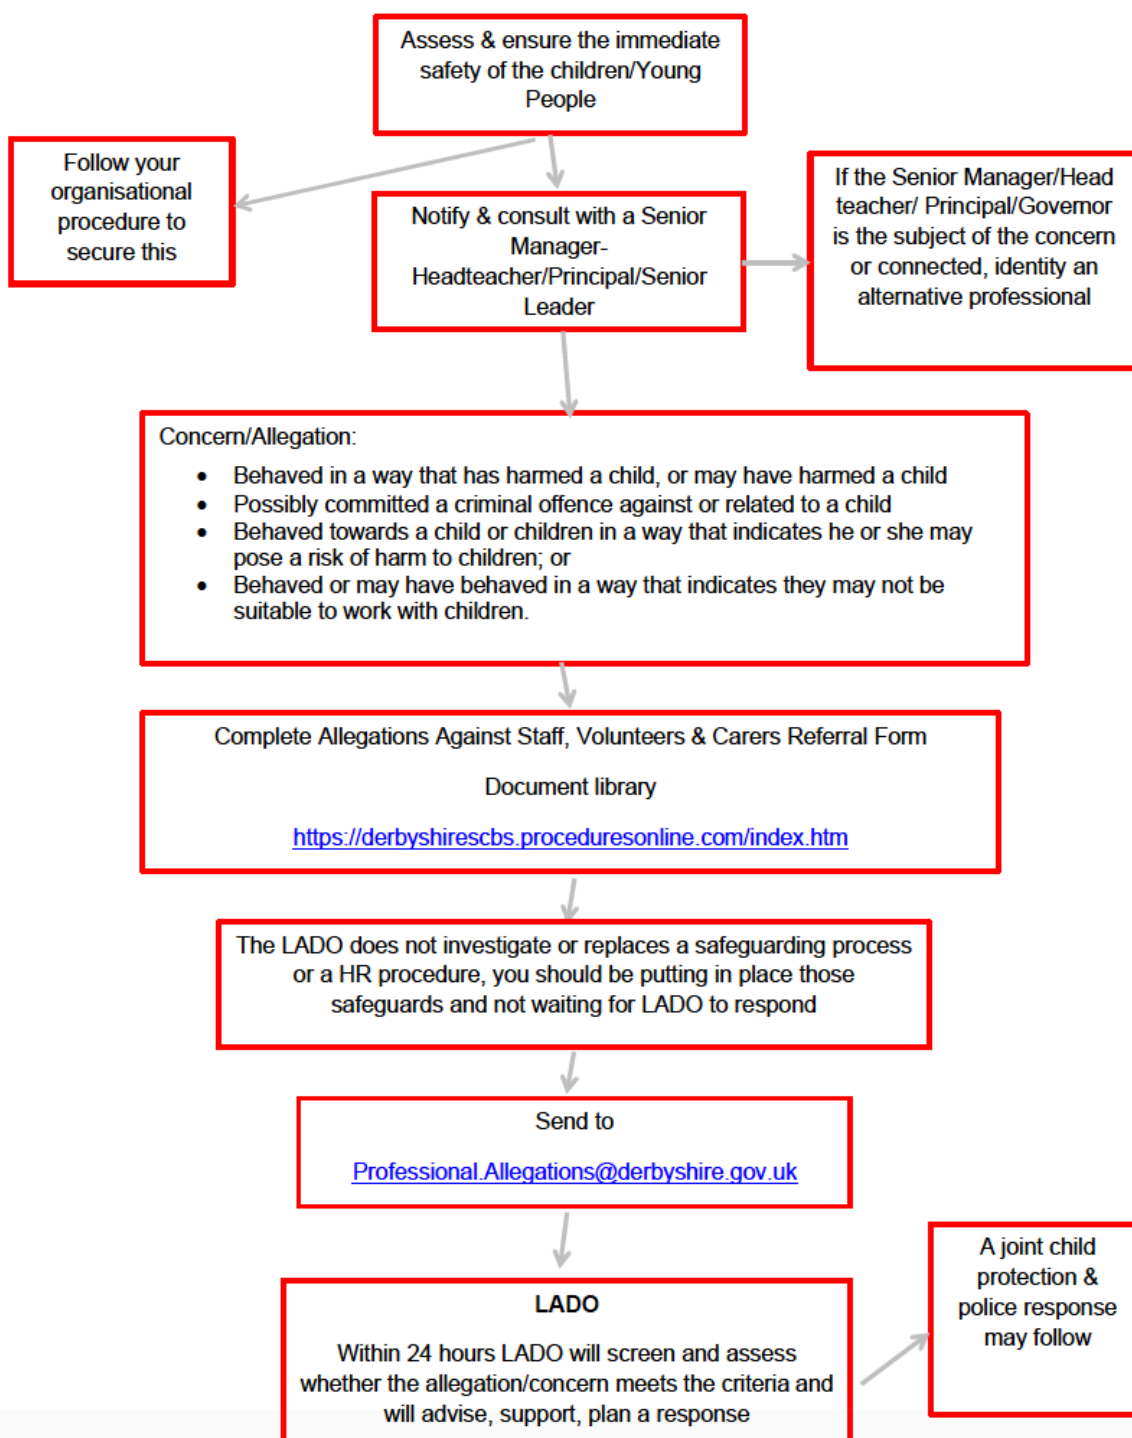 Assess & ensure the immediate
safety of the children/Young
People
Follow your
organisational
procedure to
secure this
Notify & consult with a Senior
Manager-
Headteacher/Principal/Senior
Leader
If the Senior Manager/Head
teacher/ Principal/Governor
is the subject of the concern
or connected, identity an
alternative professional
Concern/Allegation:
• Behaved in a way that has harmed a child, or may have harmed a child
• Possibly committed a criminal offence against or related to a child
• Behaved towards a child or children in a way that indicates he or she may
pose a risk of harm to children; or
• Behaved or may have behaved in a way that indicates they may not be
suitable to work with children.
Complete Allegations Against Staff, Volunteers & Carers Referral Form
Document library
https://derbyshirescbs.proceduresonline.com/index.htm
The LADO does not investigate or replaces a safeguarding process
or a HR procedure, you should be putting in place those
safeguards and not waiting for LADO to respond
Send to
Professional.Allegations@derbyshire.gov.uk
LADO
Within 24 hours LADO will screen and assess
whether the allegation/concern meets the criteria and
will advise, support, plan a response
A joint child
protection &
police response
may follow